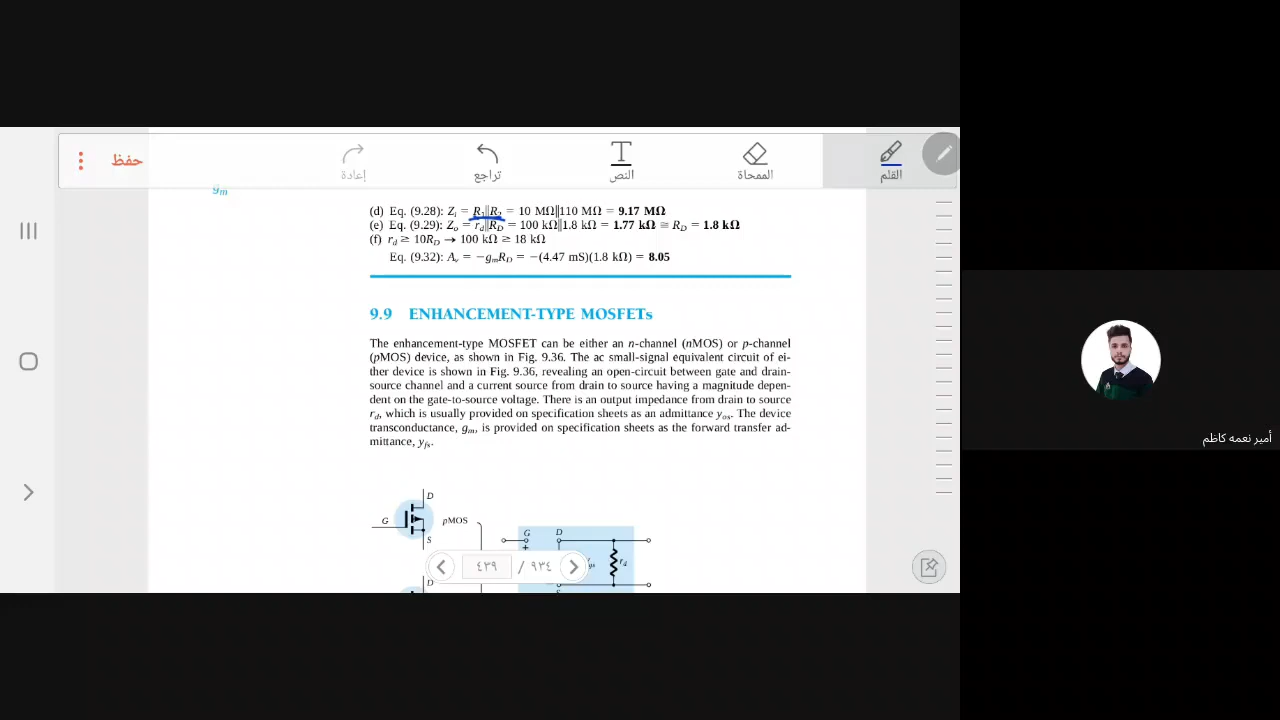 حفظ
إعادة
تراجع
النص
الممحاة
القلم
gm
(d) Eq. (9.28): Zi = R1||R2 = 10 MΩ||110 MΩ = 9.17 MΩ
(e) Eq. (9.29): Zo = rd||RD = 100 kΩ||1.8 kΩ = 1.77 kΩ ≅ RD = 1.8 kΩ
(f) rd ≥ 10RD → 100 kΩ ≥ 18 kΩ
Eq. (9.32): Av = −gmRD = −(4.47 mS)(1.8 kΩ) = 8.05
9.9 ENHANCEMENT-TYPE MOSFETs
The enhancement-type MOSFET can be either an n-channel (nMOS) or p-channel
(pMOS) device, as shown in Fig. 9.36. The ac small-signal equivalent circuit of ei-
ther device is shown in Fig. 9.36, revealing an open-circuit between gate and drain-
source channel and a current source from drain to source having a magnitude depen-
dent on the gate-to-source voltage. There is an output impedance from drain to source
rd, which is usually provided on specification sheets as an admittance yos. The device
transconductance, gm, is provided on specification sheets as the forward transfer ad-
mittance, yfs.
D
G
pMOS
S
G
D
+
gs
rd
D
S
٤٣٩ / ٩٣٤
أمير نعمه كاظم